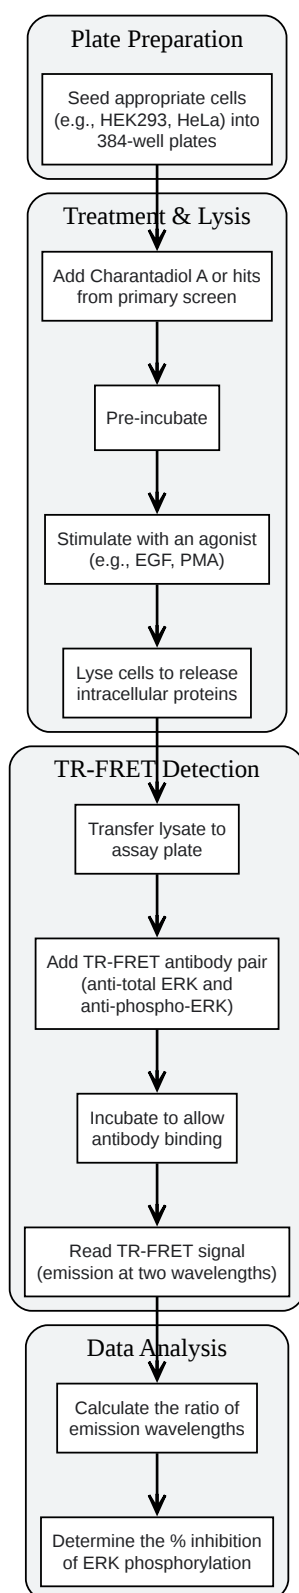 Plate Preparation
Seed appropriate cells
(e.g., HEK293, HeLa) into
384-well plates
Treatment & Lysis
Add Charantadiol A or hits
from primary screen
Pre-incubate
Stimulate with an agonist
(e.g., EGF, PMA)
Lyse cells to release
intracellular proteins
TR-FRET Detection
Transfer lysate to
assay plate
Add TR-FRET antibody pair
(anti-total ERK and
anti-phospho-ERK)
Incubate to allow
antibody binding
Read TR-FRET signal
(emission at two wavelengths)
Data Analysis
Calculate the ratio of
emission wavelengths
Determine the % inhibition
of ERK phosphorylation